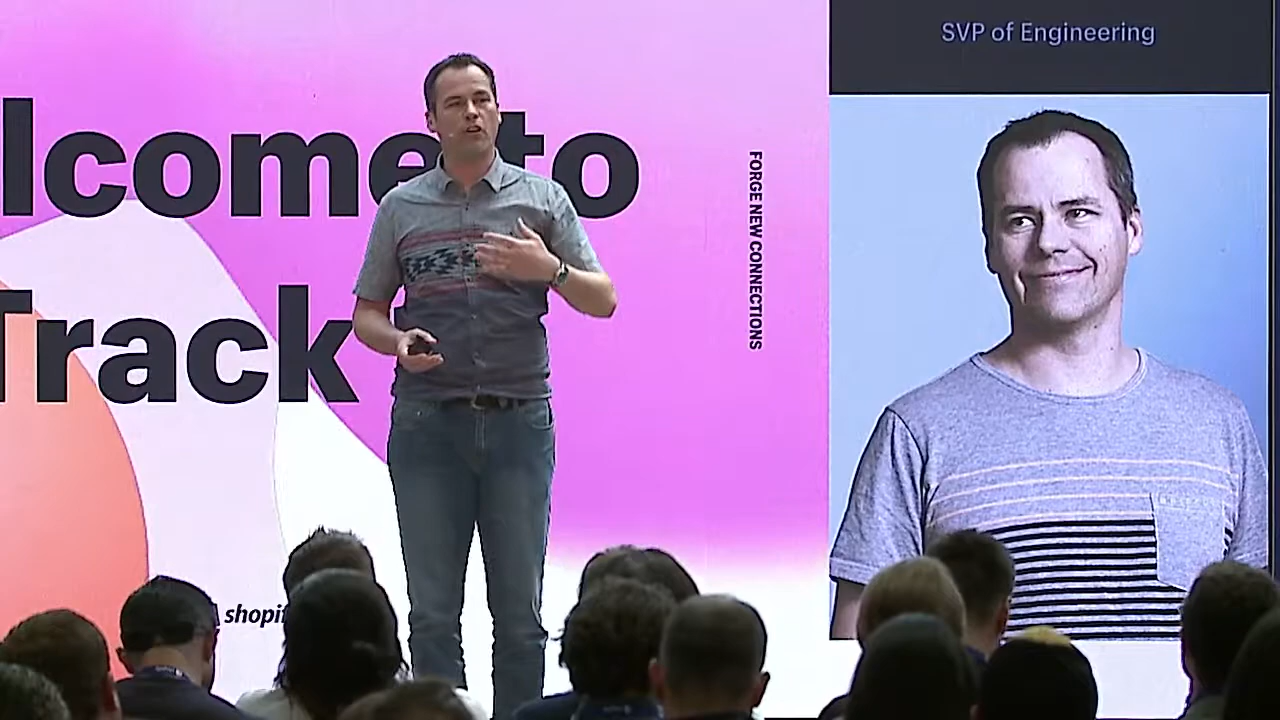 lcome to
Track
FORGE NEW CONNECTIONS
shopif
SVP of Engineering